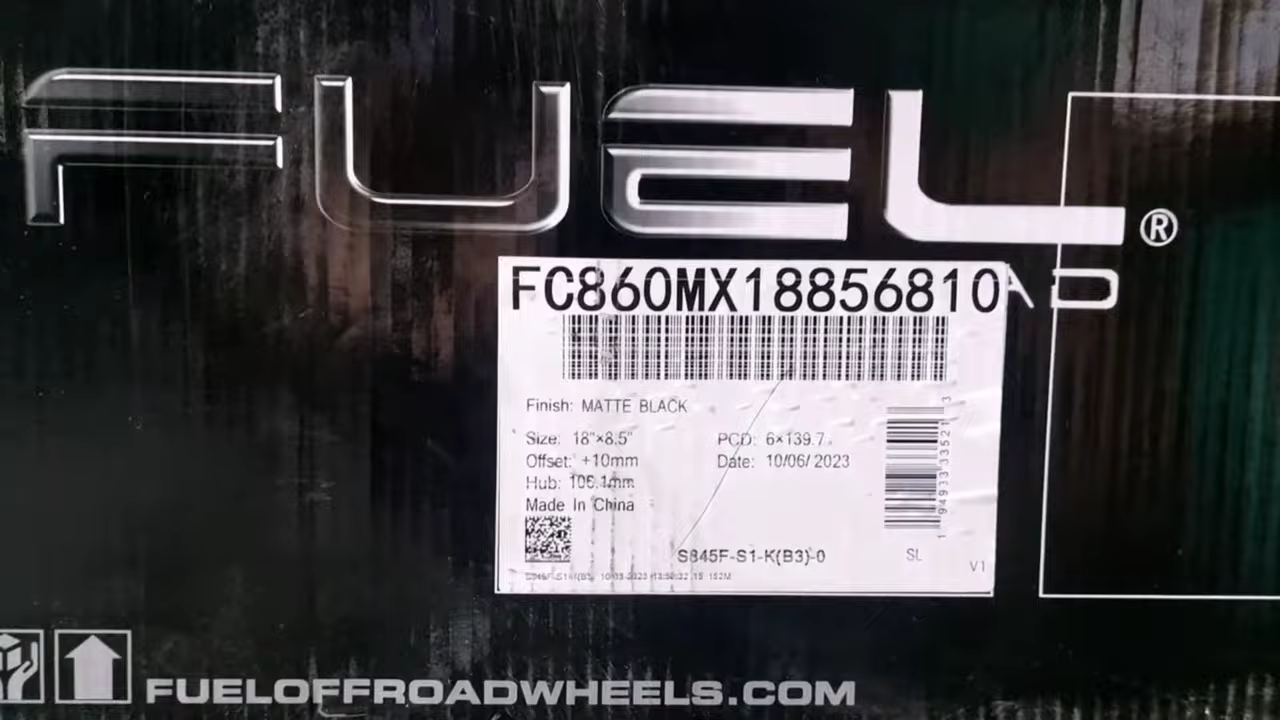 FUEL®
AD
FC860MX18856810
Finish: MATTE BLACK
Size: 18"×8.5"
PCD: 6×139.7
Offset: +10mm
Date: 10/06/2023
Hub: 106.1mm
Made In China
S845F-S1-K(B3)-0
SL
V1
FUELOFFROADWHEELS.COM